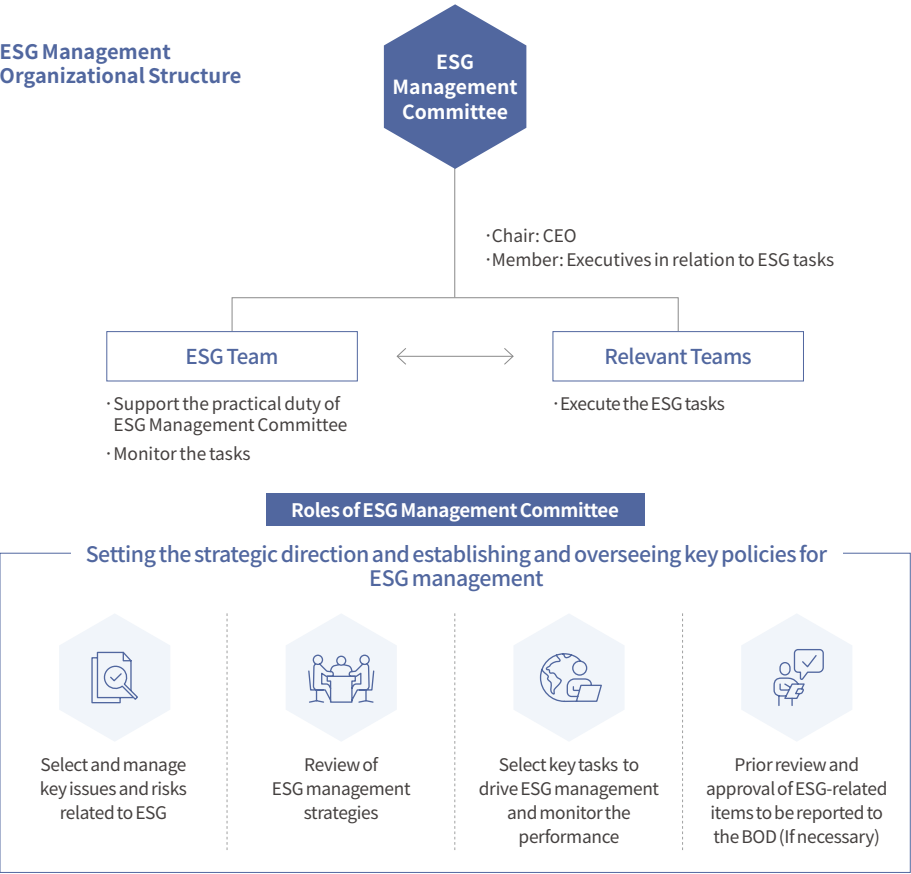 ESG Management
Organizational Structure
ESG
Management
Committee
·Chair: CEO
·Member: Executives in relation to ESG tasks
ESG Team
Relevant Teams
·Support the practical duty of
ESG Management Committee
·Monitor the tasks
·Execute the ESG tasks
Roles of ESG Management Committee
Setting the strategic direction and establishing and overseeing key policies for
ESG management
Select and manage
key issues and risks
related to ESG
Review of
ESG management
strategies
Select key tasks to
drive ESG management
and monitor the
performance
Prior review and
approval of ESG-related
items to be reported to
the BOD (If necessary)